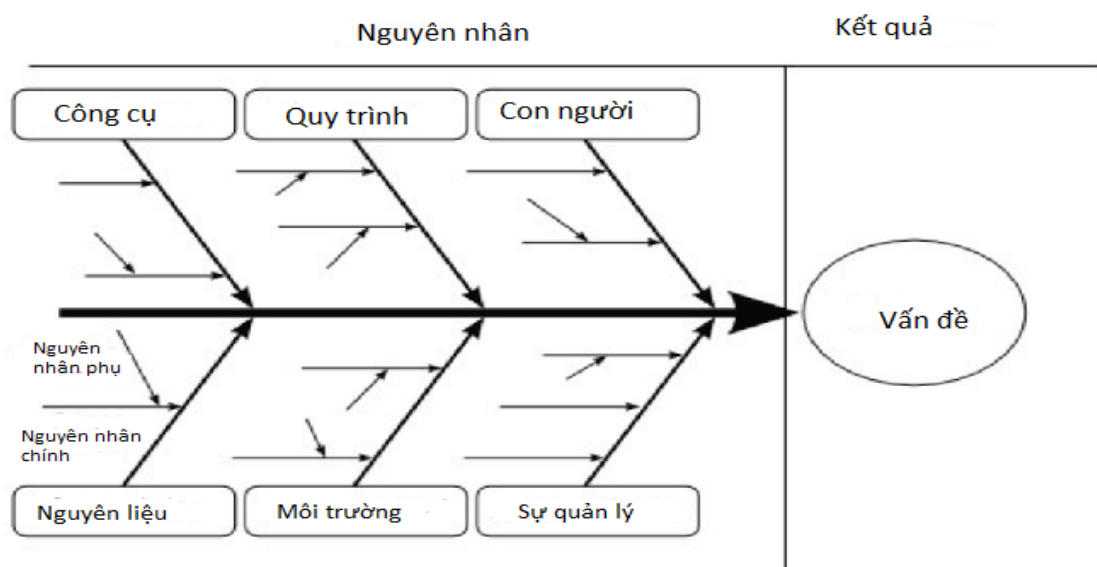 Nguyên nhân
Kết quả
Công cụ
Quy trình
Con người
Vấn đề
Nguyên
nhân phụ
Nguyên nhân
chính
Nguyên liệu
Môi trường
Sự quản lý